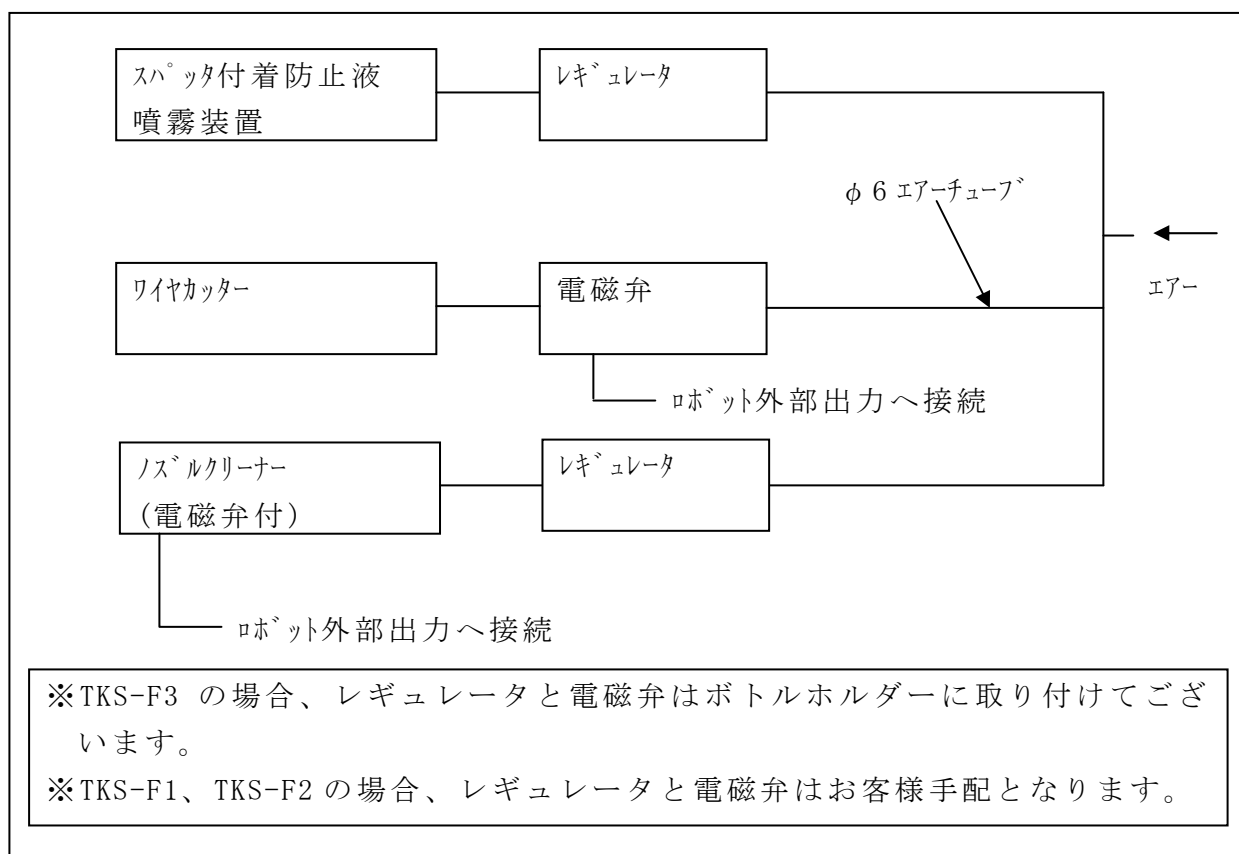 ｽﾊﾟｯﾀ付着防止液
噴霧装置
ﾚｷﾞｭﾚｰﾀ
φ6ｴｱｰﾁｭｰﾌﾞ
ﾜｲﾔｶｯﾀｰ
電磁弁
ｴｱｰ
ﾛﾎﾞｯﾄ外部出力へ接続
ﾉｽﾞﾙｸﾘｰﾅｰ
(電磁弁付)
ﾚｷﾞｭﾚｰﾀ
ﾛﾎﾞｯﾄ外部出力へ接続
※TKS-F3 の場合、レギュレータと電磁弁はボトルホルダーに取り付けてござ
います。
※TKS-F1、TKS-F2の場合、レギュレータと電磁弁はお客様手配となります。